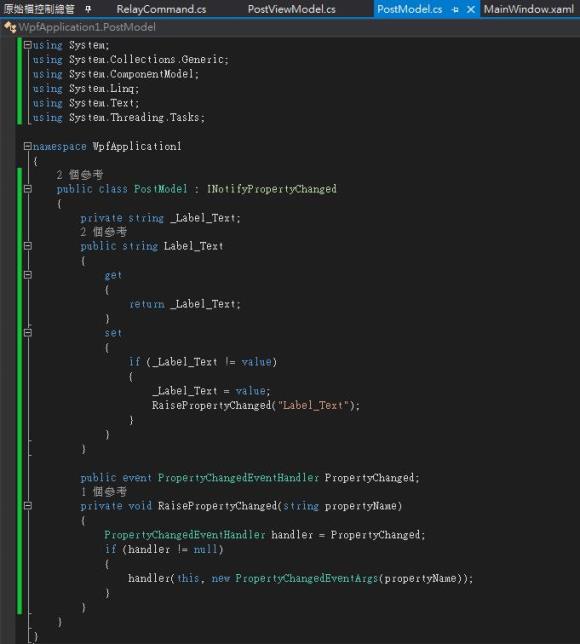 原始檔控制總管 RelayCommand.cs PostViewModel.cs PostModel.cs MainWindow.xaml
WpfApplication1.PostModel
using System;
using System.Collections.Generic;
using System.ComponentModel;
using System.Linq;
using System.Text;
using System.Threading.Tasks;
namespace WpfApplication1
{
2 個參考
public class PostModel : INotifyPropertyChanged
{
private string _Label_Text;
2 個參考
public string Label_Text
{
get
{
return _Label_Text;
}
set
{
if (_Label_Text != value)
{
_Label_Text = value;
RaisePropertyChanged("Label_Text");
}
}
}
public event PropertyChangedEventHandler PropertyChanged;
1 個參考
private void RaisePropertyChanged(string propertyName)
{
PropertyChangedEventHandler handler = PropertyChanged;
if (handler != null)
{
handler(this, new PropertyChangedEventArgs(propertyName));
}
}
}
}